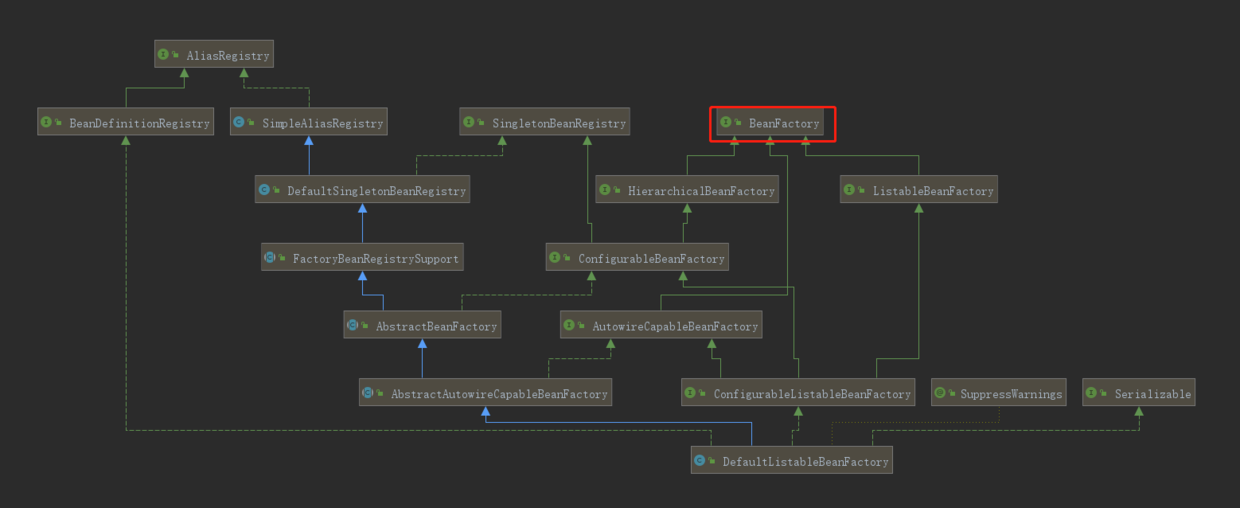 AliasRegistry
BeanDefinitionRegistry
SimpleAliasRegistry
SingletonBeanRegistry
BeanFactory
DefaultSingletonBeanRegistry
HierarchicalBeanFactory
ListableBeanFactory
FactoryBeanRegistrySupport
ConfigurableBeanFactory
AbstractBeanFactory
AutowireCapableBeanFactory
AbstractAutowireCapableBeanFactory
ConfigurableListableBeanFactory
SuppressWarnings
Serializable
DefaultListableBeanFactory